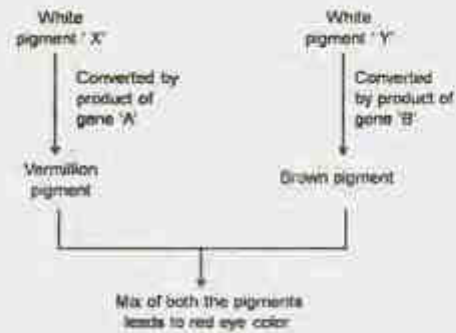 White
pigment ' X'
White
pigment ' Y'
Converted by
product of
gene 'A'
Converted
by product of
gene 'B'
Vermillion
pigment
Brown pigment
Mix of both the pigments
leads to red eye color